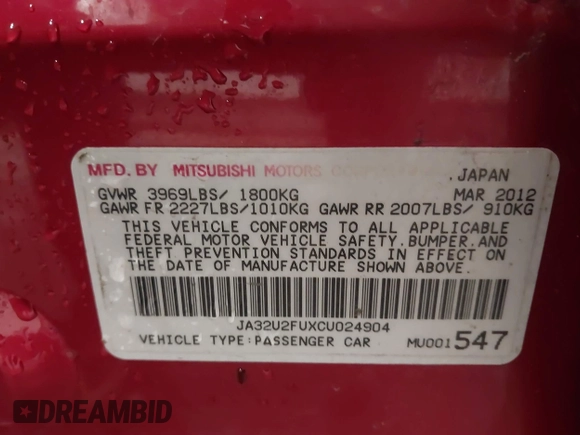 MFD. BY MITSUBISHI MOTORS CORPORATION. JAPAN
GVWR 3969LBS/ 1800KG MAR 2012
GAWR FR 2227LBS/1010KG GAWR RR 2007LBS/ 910KG
THIS VEHICLE CONFORMS TO ALL APPLICABLE
FEDERAL MOTOR VEHICLE SAFETY.BUMPER.AND
THEFT PREVENTION STANDARDS IN EFFECT ON
THE DATE OF MANUFACTURE SHOWN ABOVE.
JA32U2FUXCU024904
VEHICLE TYPE:PASSENGER CAR MU001547
DREAMBID